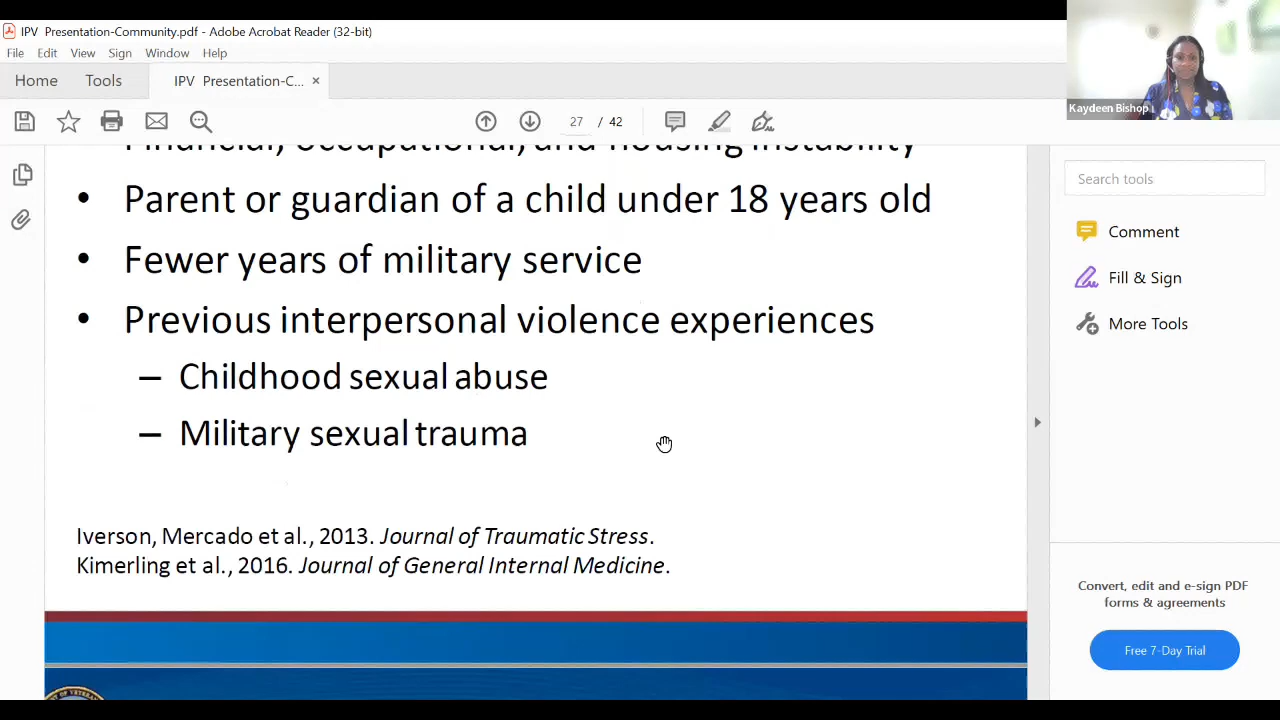 IPV Presentation-Community.pdf - Adobe Acrobat Reader (32-bit)
File Edit View Sign Window Help
Home Tools IPV Presentation-C... ×
27 / 42
Kaydeen Bishop
Financial, occupational, and housing instability
• Parent or guardian of a child under 18 years old
• Fewer years of military service
• Previous interpersonal violence experiences
– Childhood sexual abuse
– Military sexual trauma
Iverson, Mercado et al., 2013. Journal of Traumatic Stress.
Kimerling et al., 2016. Journal of General Internal Medicine.
Search tools
Comment
Fill & Sign
More Tools
Convert, edit and e-sign PDF
forms & agreements
Free 7-Day Trial